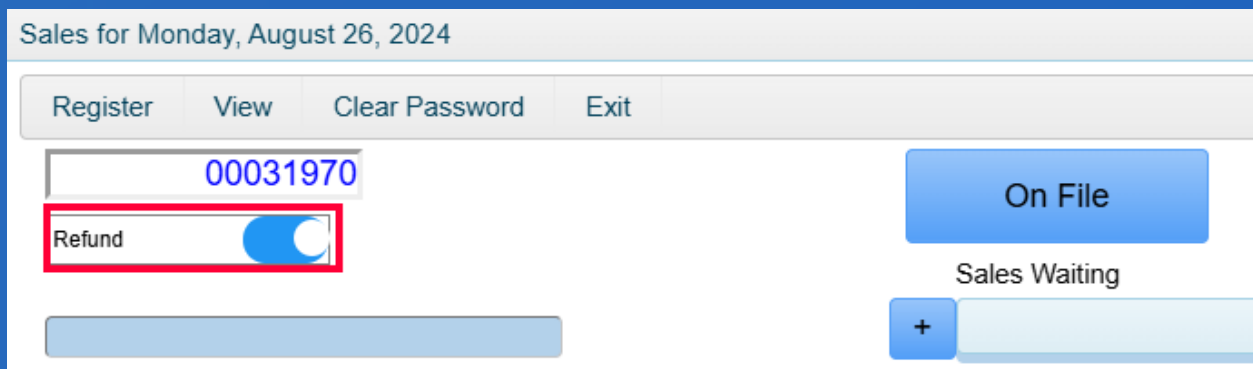 Sales for Monday, August 26, 2024
Register View Clear Password Exit
00031970
On File
Refund
Sales Waiting
+